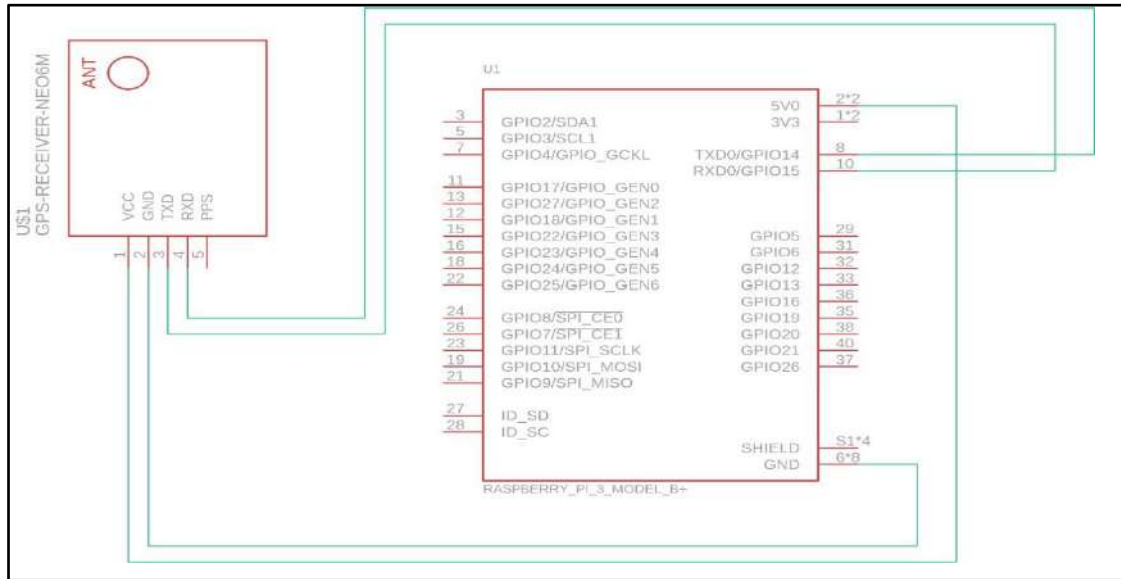 ANT
U$1
GPS-RECEIVER-NEO6M
VCC
GND
TXD
RXD
PPS
1
2
3
4
5
U1
3 GPIO2/SDA1
5 GPIO3/SCL1
7 GPIO4/GPIO_GCKL
11 GPIO17/GPIO_GEN0
13 GPIO27/GPIO_GEN2
12 GPIO18/GPIO_GEN1
15 GPIO22/GPIO_GEN3
16 GPIO23/GPIO_GEN4
18 GPIO24/GPIO_GEN5
22 GPIO25/GPIO_GEN6
24 GPIO8/SPI_CE0
26 GPIO7/SPI_CE1
23 GPIO11/SPI_SCLK
19 GPIO10/SPI_MOSI
21 GPIO9/SPI_MISO
27 ID_SD
28 ID_SC
5V0 2*2
3V3 1*2
TXD0/GPIO14 8
RXD0/GPIO15 10
GPIO5 29
GPIO6 31
GPIO12 32
GPIO13 33
GPIO16 36
GPIO19 35
GPIO20 38
GPIO21 40
GPIO26 37
SHIELD S1*4
GND 6*8
RASPBERRY_PI_3_MODEL_B+